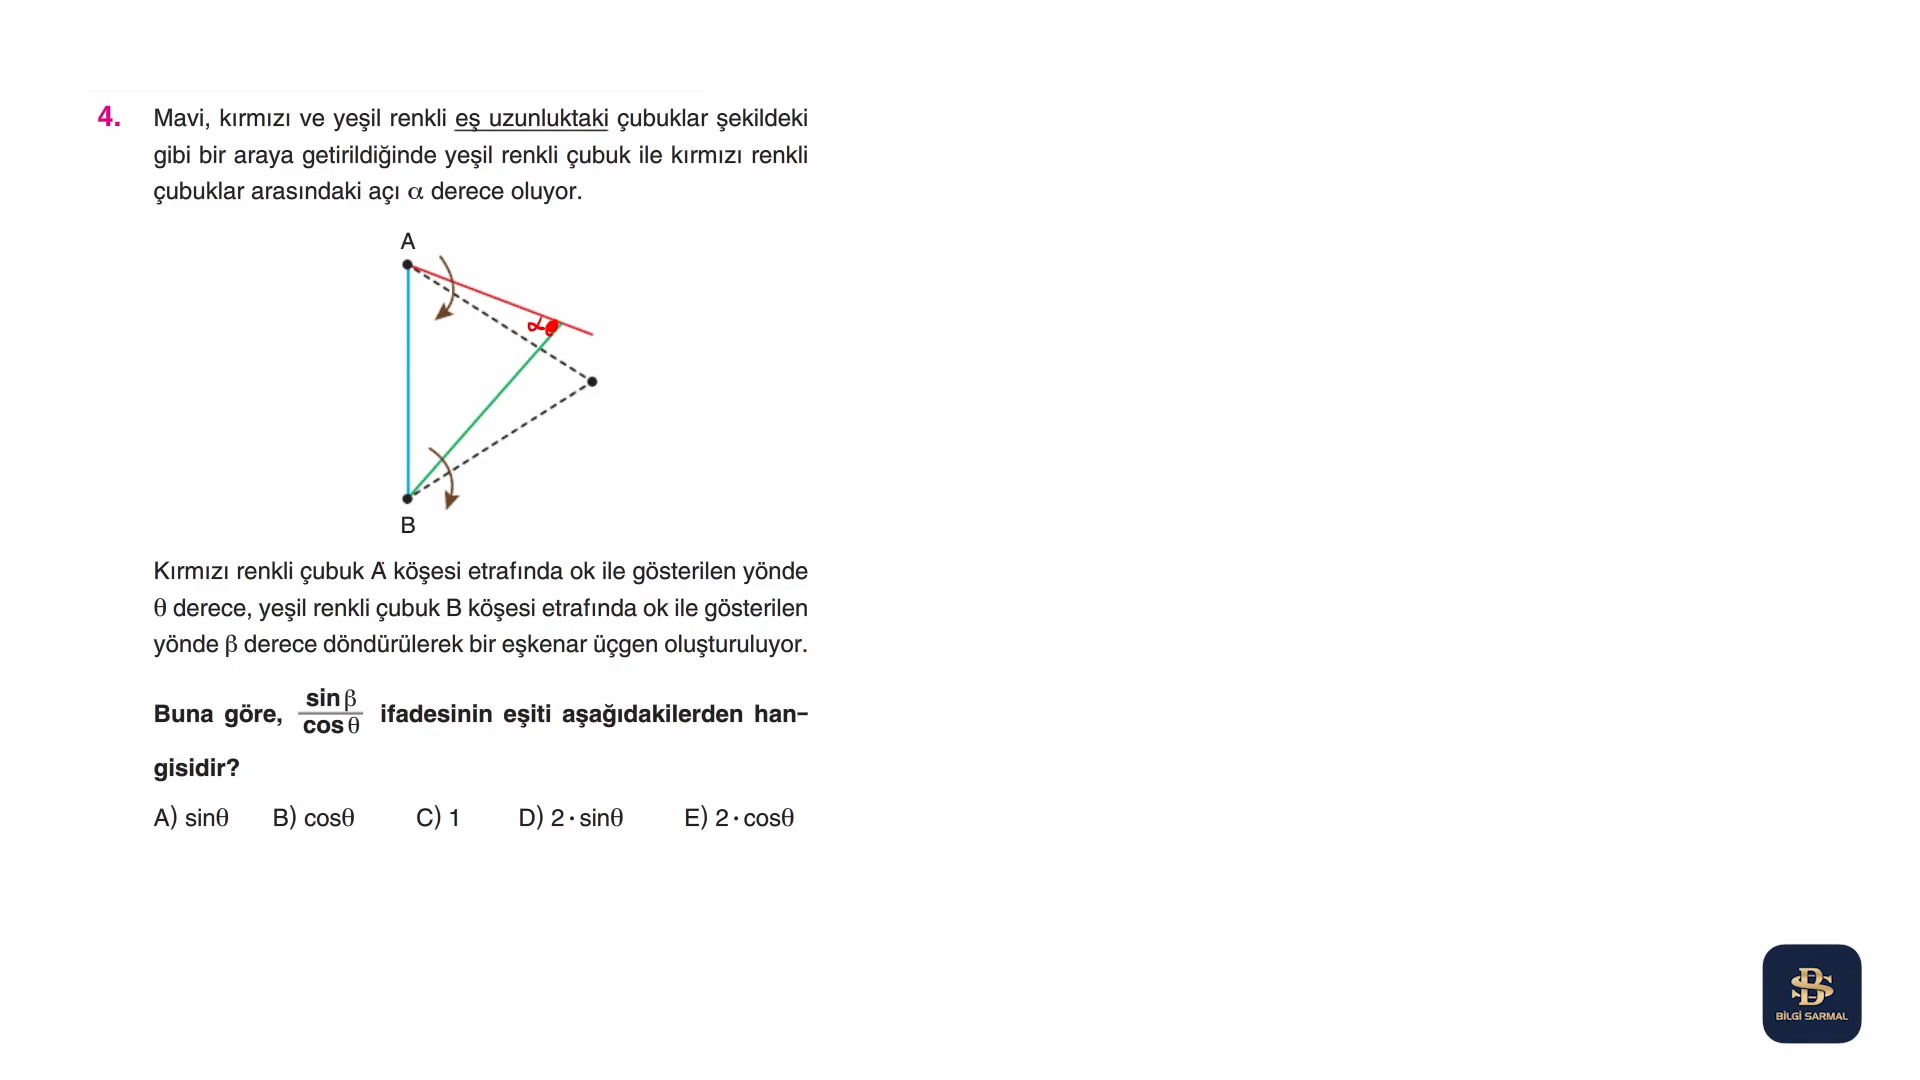 4. Mavi, kırmızı ve yeşil renkli eş uzunluktaki çubuklar şekildeki
gibi bir araya getirildiğinde yeşil renkli çubuk ile kırmızı renkli
çubuklar arasındaki açı α derece oluyor.
A
α
B
Kırmızı renkli çubuk A köşesi etrafında ok ile gösterilen yönde
θ derece, yeşil renkli çubuk B köşesi etrafında ok ile gösterilen
yönde β derece döndürülerek bir eşkenar üçgen oluşturuluyor.
sin β
Buna göre, ifadesinin eşiti aşağıdakilerden han-
cos θ
gisidir?
A) sinθ B) cosθ C) 1 D) 2·sinθ E) 2·cosθ
BİLGİ SARMAL